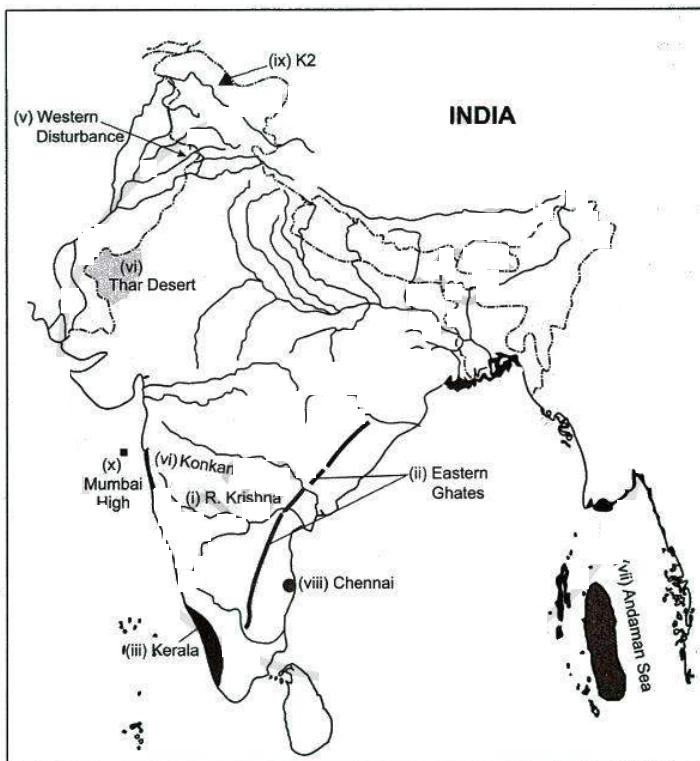 (ix) K2
(v) Western
Disturbance
INDIA
(vi)
Thar Desert
(x)
Mumbai
High
(vi) Konkan
(i) R. Krishna
(ii) Eastern
Ghates
(viii) Chennai
(iii) Kerala
(vii) Andaman Sea